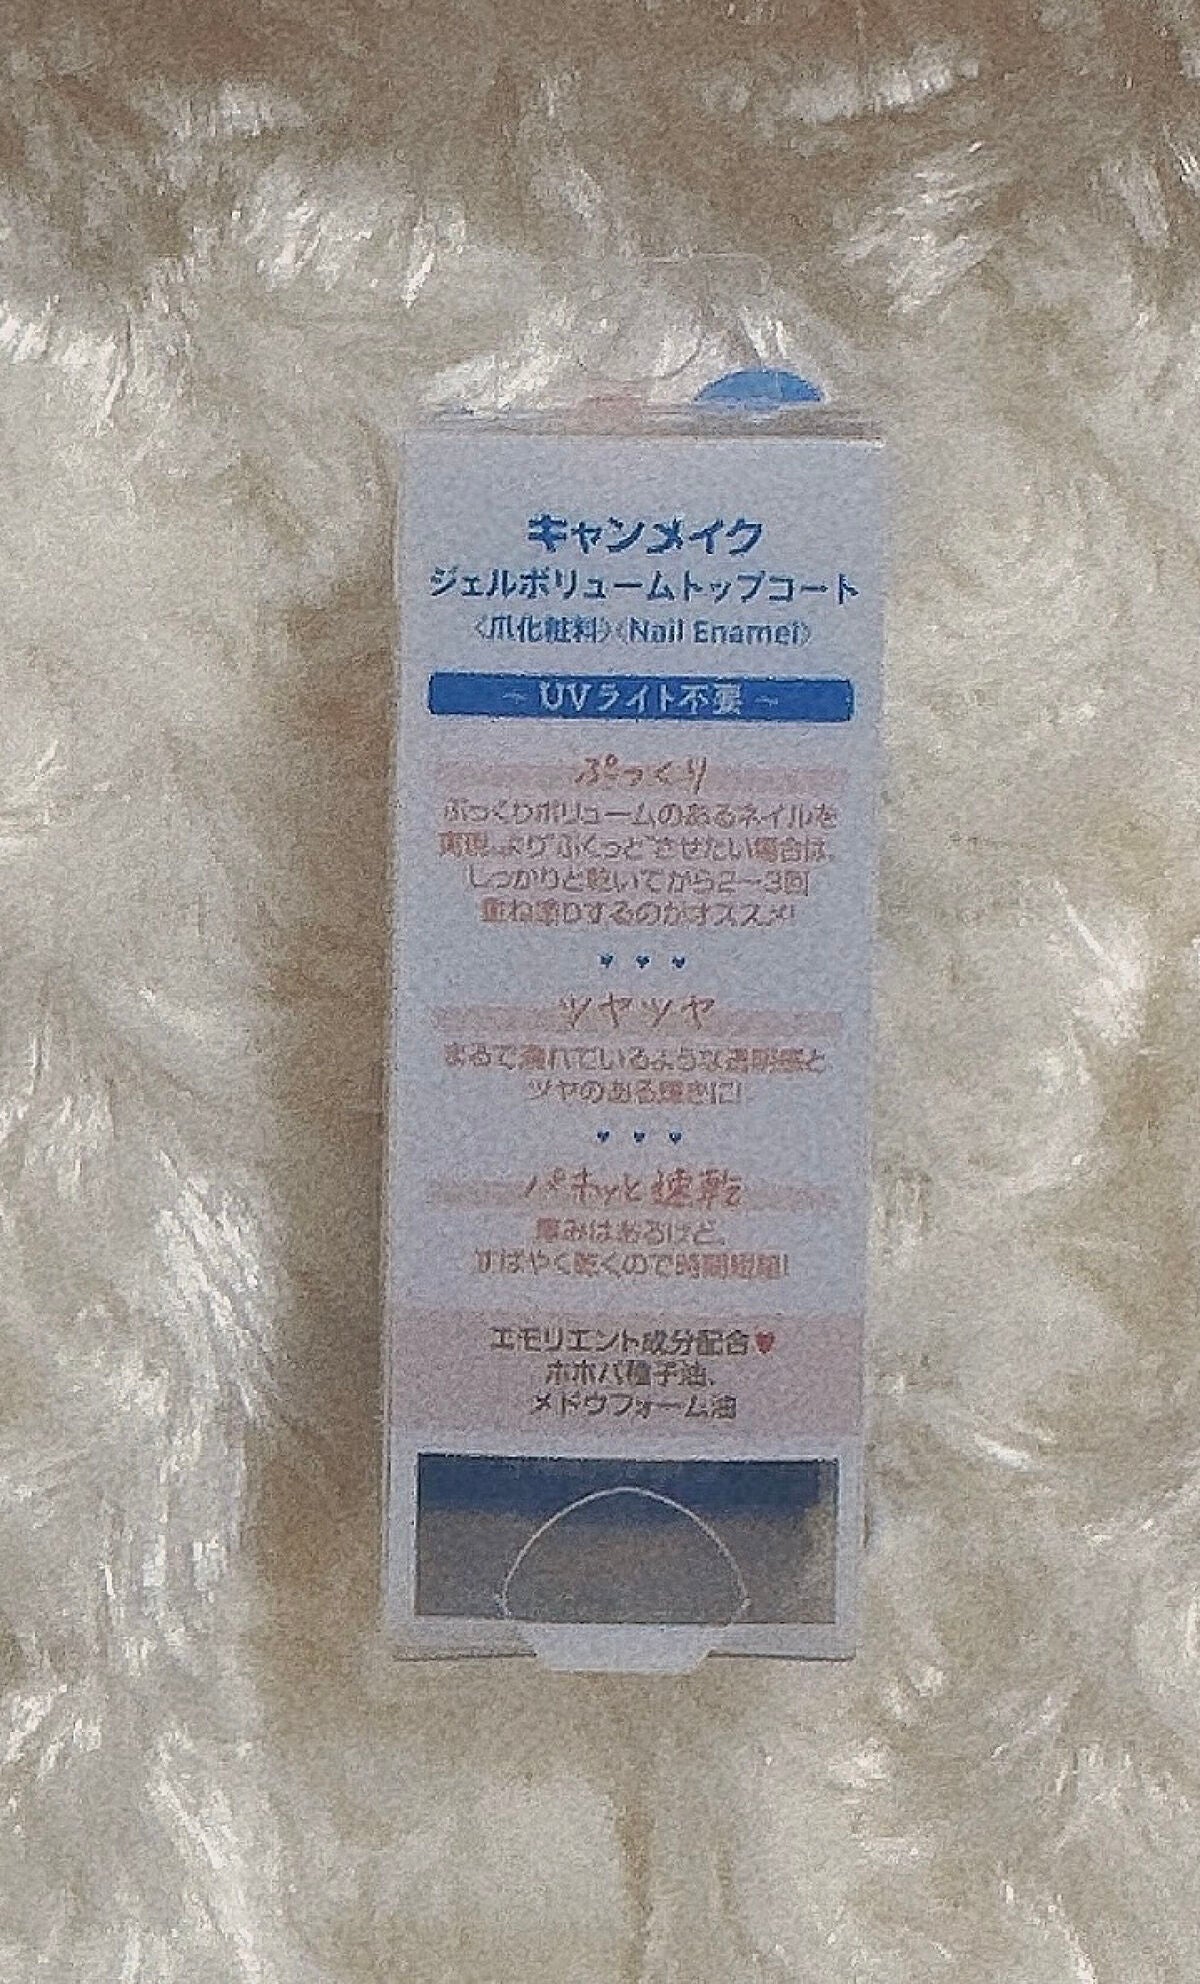 キャンメイク
ジェルボリュームトップコート
〈爪化粧料〉〈Nail Enamel〉
~ UVライト不要 ~
ぷっくり
ぷっくりボリュームのあるネイルを
実現。より"ぷくっと"させたい場合は、
しっかりと乾いてから2~3回
重ね塗りするのがオススメ!
ツヤツヤ
まるで濡れているような透明感と
ツヤのある輝きに!
パキッと速乾
厚みはあるけど、
すばやく乾くので時間短縮!
エモリエント成分配合♥
ホホバ種子油、
メドウフォーム油